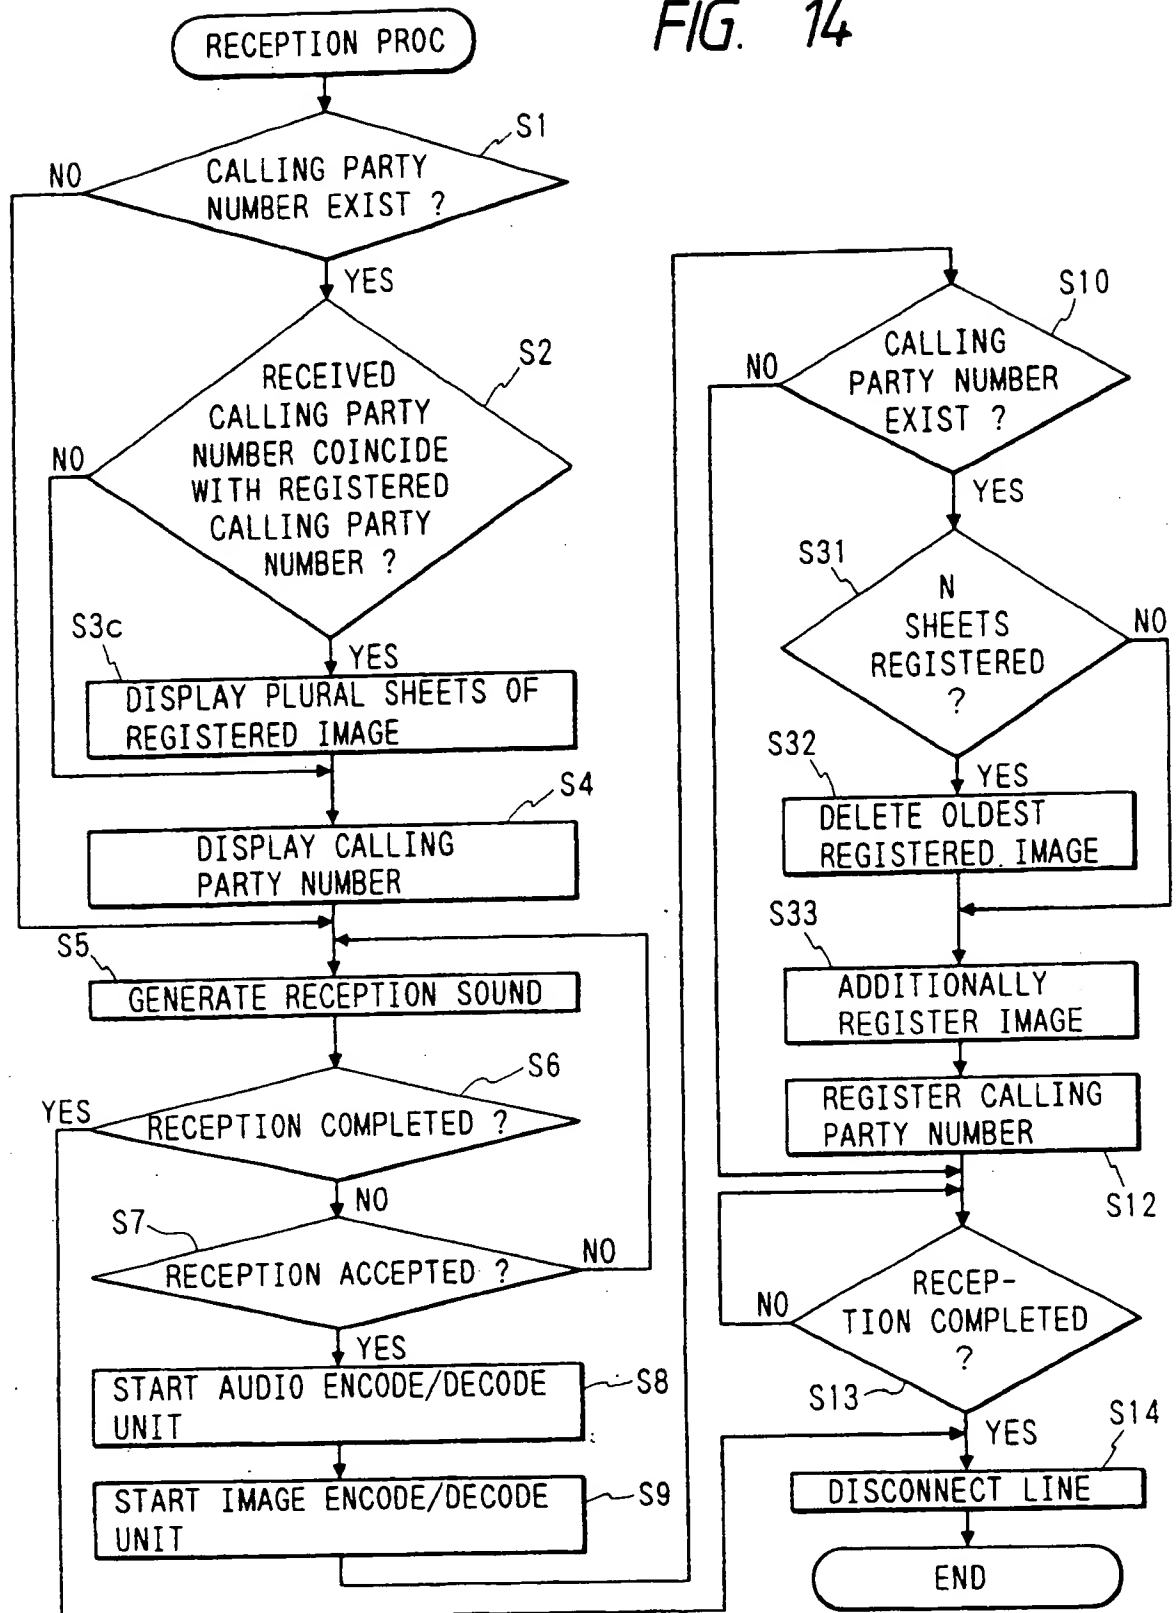 FIG. 14
RECEPTION PROC
S1
CALLING PARTY
NUMBER EXIST ?
NO
YES
S2
RECEIVED
CALLING PARTY
NUMBER COINCIDE
WITH REGISTERED
CALLING PARTY
NUMBER ?
NO
YES
S3c
DISPLAY PLURAL SHEETS OF
REGISTERED IMAGE
S4
DISPLAY CALLING
PARTY NUMBER
S5
GENERATE RECEPTION SOUND
S6
YES
RECEPTION COMPLETED ?
NO
S7
RECEPTION ACCEPTED ?
NO
YES
START AUDIO ENCODE/DECODE
UNIT
S8
START IMAGE ENCODE/DECODE
UNIT
S9
S10
CALLING
PARTY NUMBER
EXIST ?
NO
YES
S31
N
SHEETS
REGISTERED
?
NO
YES
S32
DELETE OLDEST
REGISTERED IMAGE
S33
ADDITIONALLY
REGISTER IMAGE
REGISTER CALLING
PARTY NUMBER
S12
RECEP-
TION COMPLETED
?
NO
S13
YES
S14
DISCONNECT LINE
END